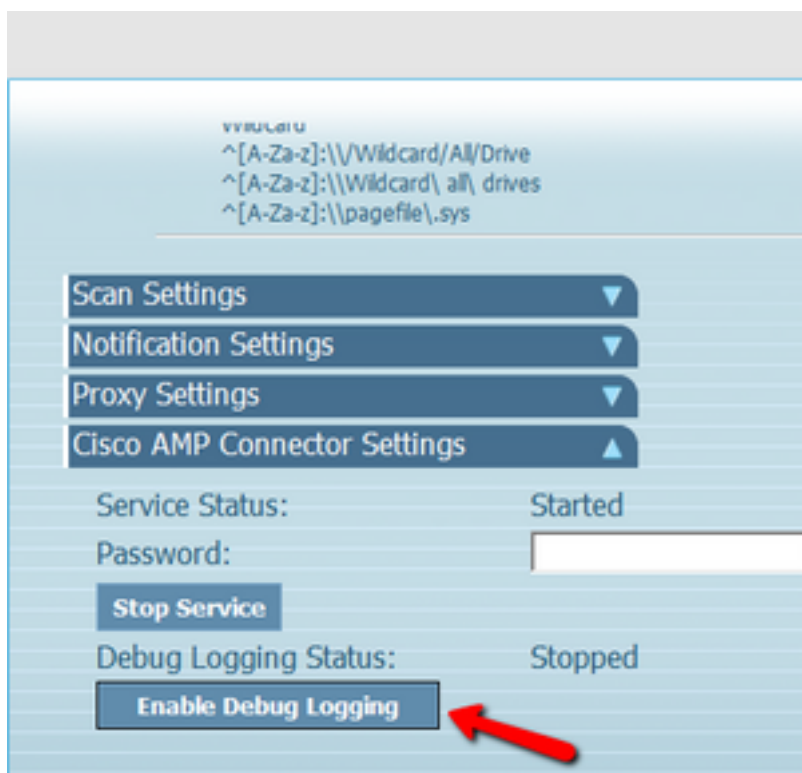 Wildcard
^[A-Za-z]:\\/Wildcard/All/Drive
^[A-Za-z]:\\Wildcard\ all\ drives
^[A-Za-z]:\\pagefile\.sys
Scan Settings
Notification Settings
Proxy Settings
Cisco AMP Connector Settings
Service Status: Started
Password:
Stop Service
Debug Logging Status: Stopped
Enable Debug Logging